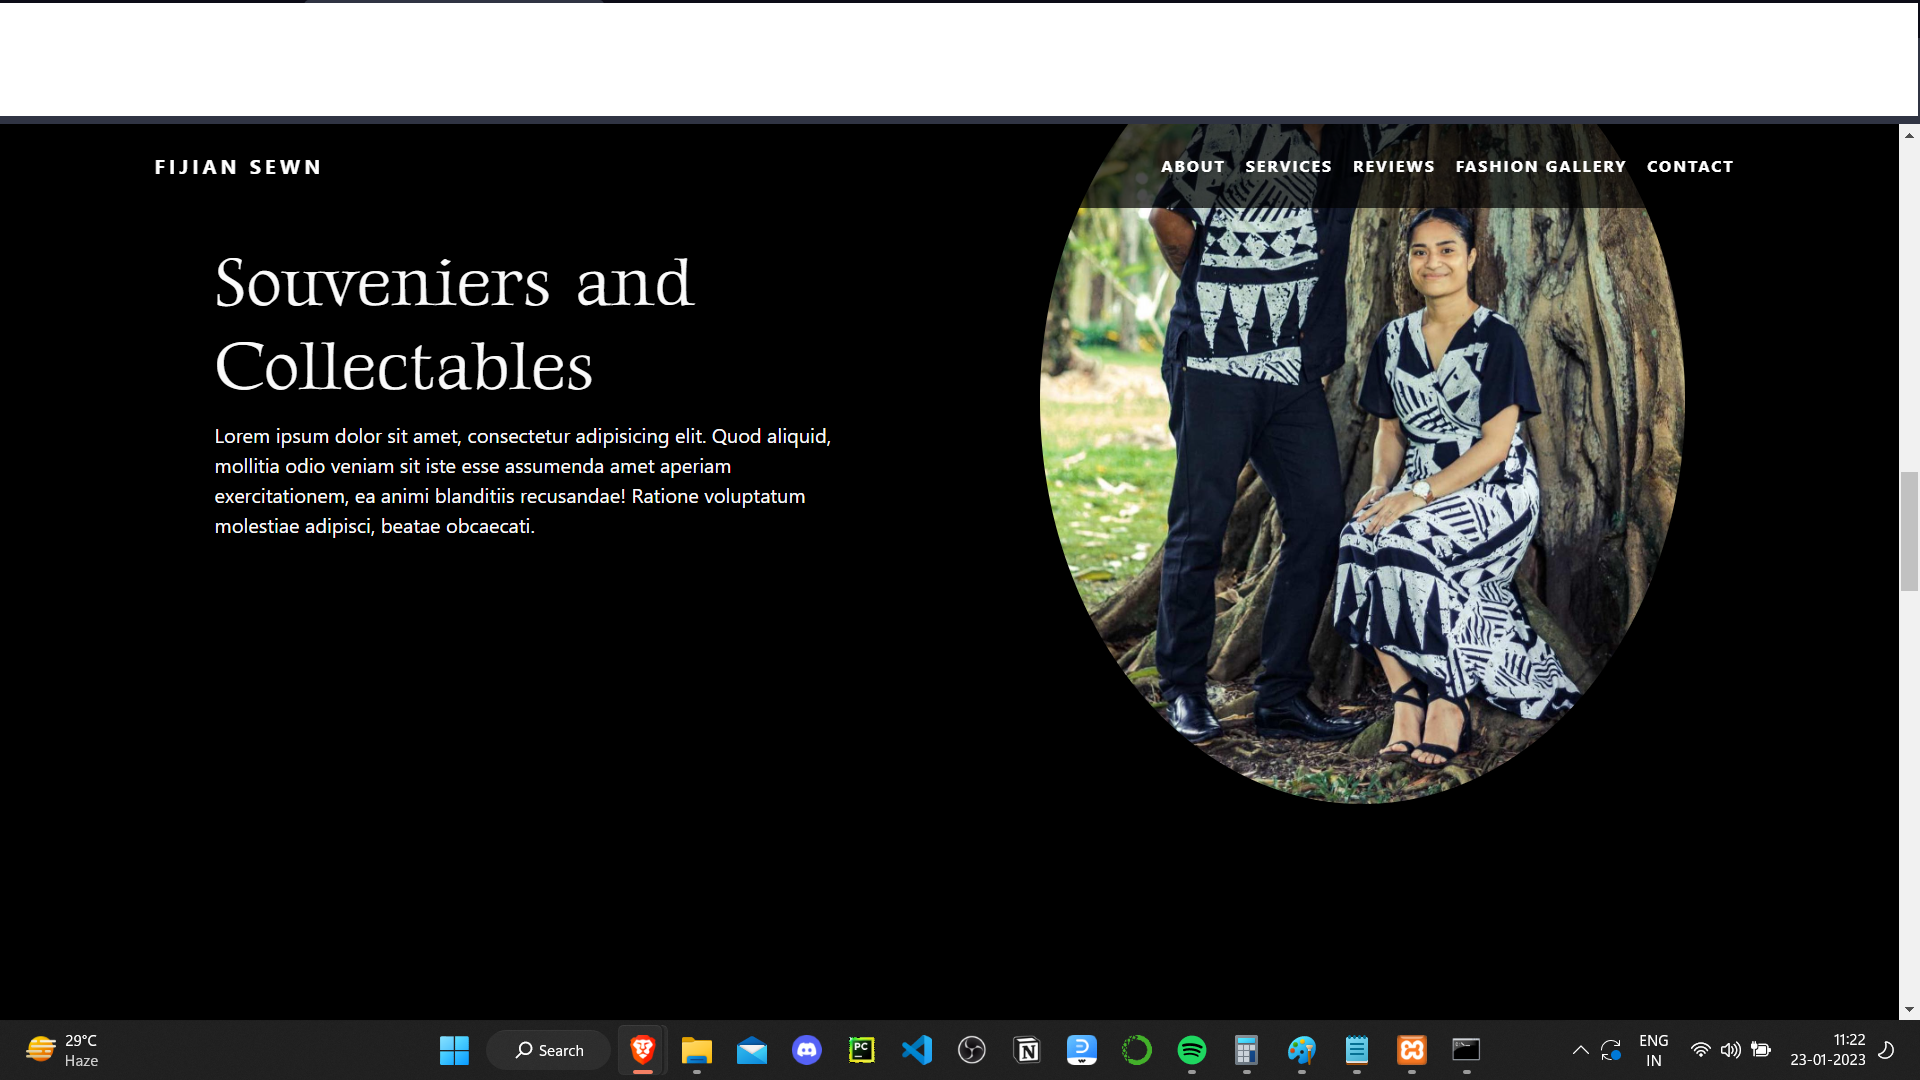 FIJIAN SEWN
ABOUT SERVICES REVIEWS FASHION GALLERY CONTACT
Souveniers and
Collectables
Lorem ipsum dolor sit amet, consectetur adipisicing elit. Quod aliquid,
mollitia odio veniam sit iste esse assumenda amet aperiam
exercitationem, ea animi blanditiis recusandae! Ratione voluptatum
molestiae adipisci, beatae obcaecati.
29°C
Haze
Search
PC
ENG
IN
11:22
23-01-2023